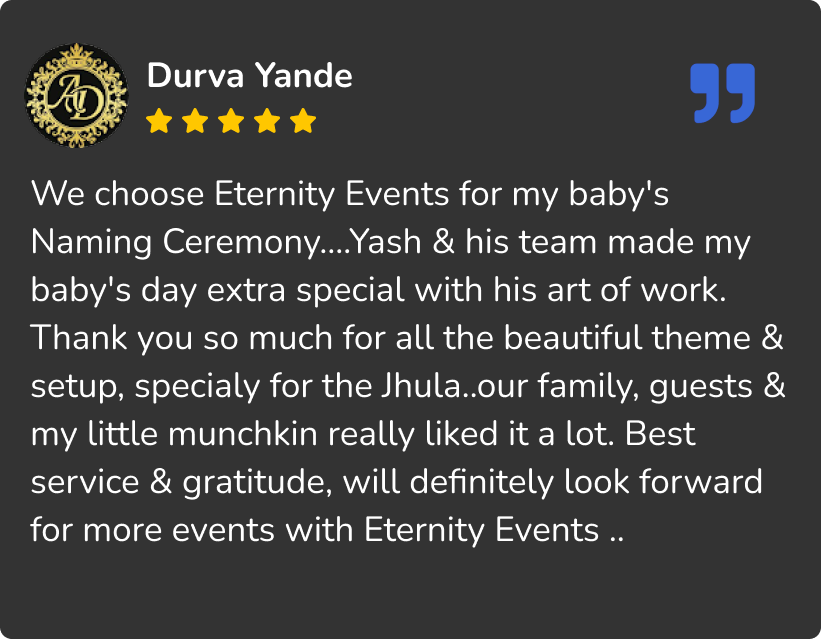 AD
Durva Yande
We choose Eternity Events for my baby's
Naming Ceremony....Yash & his team made my
baby's day extra special with his art of work.
Thank you so much for all the beautiful theme &
setup, specialy for the Jhula..our family, guests &
my little munchkin really liked it a lot. Best
service & gratitude, will definitely look forward
for more events with Eternity Events ..